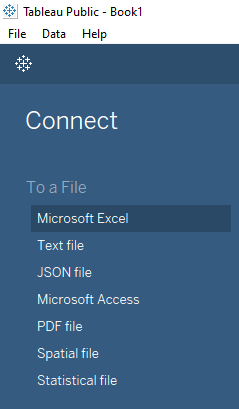 Tableau Public - Book1
File Data Help
Connect
To a File
Microsoft Excel
Text file
JSON file
Microsoft Access
PDF file
Spatial file
Statistical file